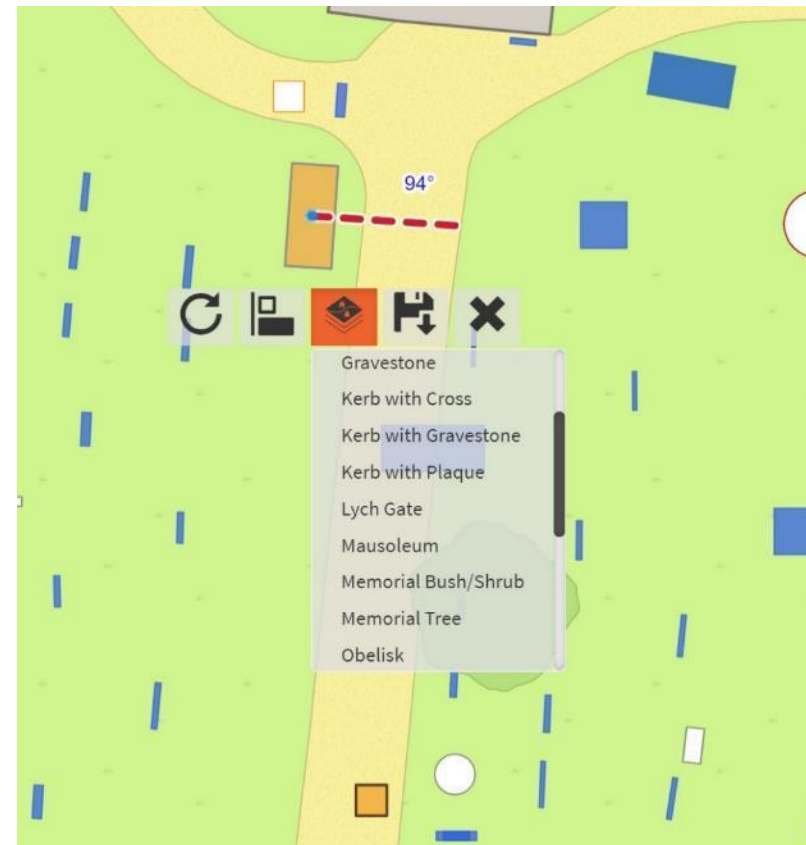 94°
Gravestone
Kerb with Cross
Kerb with Gravestone
Kerb with Plaque
Lych Gate
Mausoleum
Memorial Bush/Shrub
Memorial Tree
Obelisk